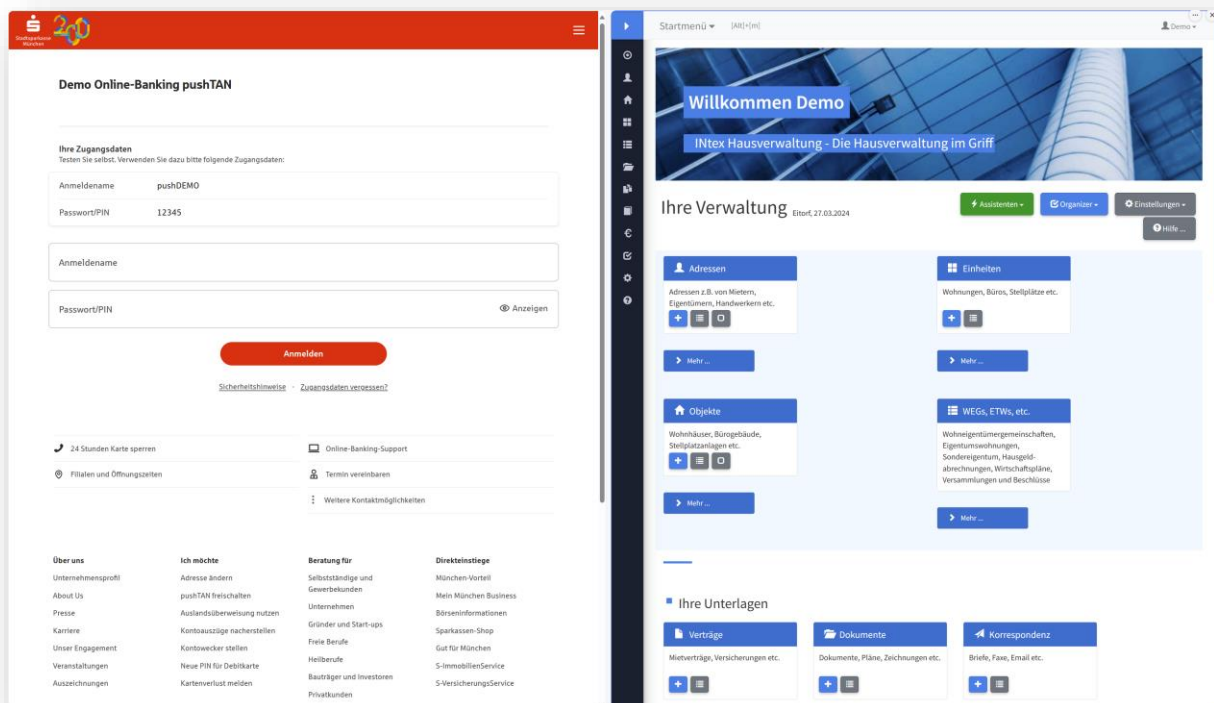 Stadtsparkasse
München
200
Demo Online-Banking pushTAN
Ihre Zugangsdaten
Testen Sie selbst. Verwenden Sie dazu bitte folgende Zugangsdaten:
Anmeldename pushDEMO
Passwort/PIN 12345
Anmeldename
Passwort/PIN Anzeigen
Anmelden
Sicherheitshinweise - Zugangsdaten vergessen?
24 Stunden Karte sperren
Online-Banking-Support
Filialen und Öffnungszeiten
Termin vereinbaren
Weitere Kontaktmöglichkeiten
Über uns
Unternehmensprofil
About Us
Presse
Karriere
Unser Engagement
Veranstaltungen
Auszeichnungen
Ich möchte
Adresse ändern
pushTAN freischalten
Auslandsüberweisung nutzen
Kontoauszüge nacherstellen
Kontowecker stellen
Neue PIN für Debitkarte
Kartenverlust melden
Beratung für
Selbstständige und
Gewerbekunden
Unternehmen
Gründer und Start-ups
Freie Berufe
Heilberufe
Bauträger und Investoren
Privatkunden
Direkteinstiege
München-Vorteil
Mein München Business
Börseninformationen
Sparkassen-Shop
Gut für München
S-ImmobilienService
S-VersicherungsService
Startmenü [Alt]+[m]
Demo
Willkommen Demo
INtex Hausverwaltung - Die Hausverwaltung im Griff
Ihre Verwaltung Eitorf, 27.03.2024
Assistenten
Organizer
Einstellungen
Hilfe ...
Adressen
Adressen z.B. von Mietern,
Eigentümern, Handwerkern etc.
Mehr ...
Einheiten
Wohnungen, Büros, Stellplätze etc.
Mehr ...
Objekte
Wohnhäuser, Bürogebäude,
Stellplatzanlagen etc.
Mehr ...
WEGs, ETWs, etc.
Wohneigentümergemeinschaften,
Eigentumswohnungen,
Sondereigentum, Hausgeld-
abrechnungen, Wirtschaftspläne,
Versammlungen und Beschlüsse
Mehr ...
Ihre Unterlagen
Verträge
Mietverträge, Versicherungen etc.
Dokumente
Dokumente, Pläne, Zeichnungen etc.
Korrespondenz
Briefe, Faxe, Email etc.